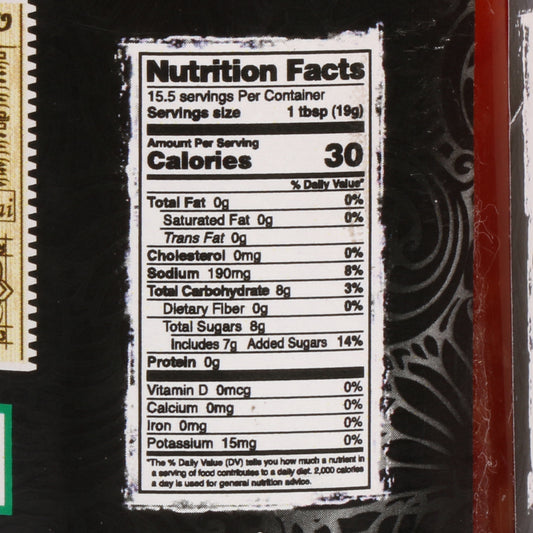 Nutrition Facts
15.5 servings Per Container
Servings size 1 tbsp (19g)
Amount Per Serving
Calories 30
% Daily Value*
Total Fat 0g 0%
Saturated Fat 0g 0%
Trans Fat 0g
Cholesterol 0mg 0%
Sodium 190mg 8%
Total Carbohydrate 8g 3%
Dietary Fiber 0g 0%
Total Sugars 8g
Includes 7g Added Sugars 14%
Protein 0g
Vitamin D 0mcg 0%
Calcium 0mg 0%
Iron 0mg 0%
Potassium 15mg 0%
*The % Daily Value (DV) tells you how much a nutrient in
a serving of food contributes to a daily diet. 2,000 calories
a day is used for general nutrition advice.